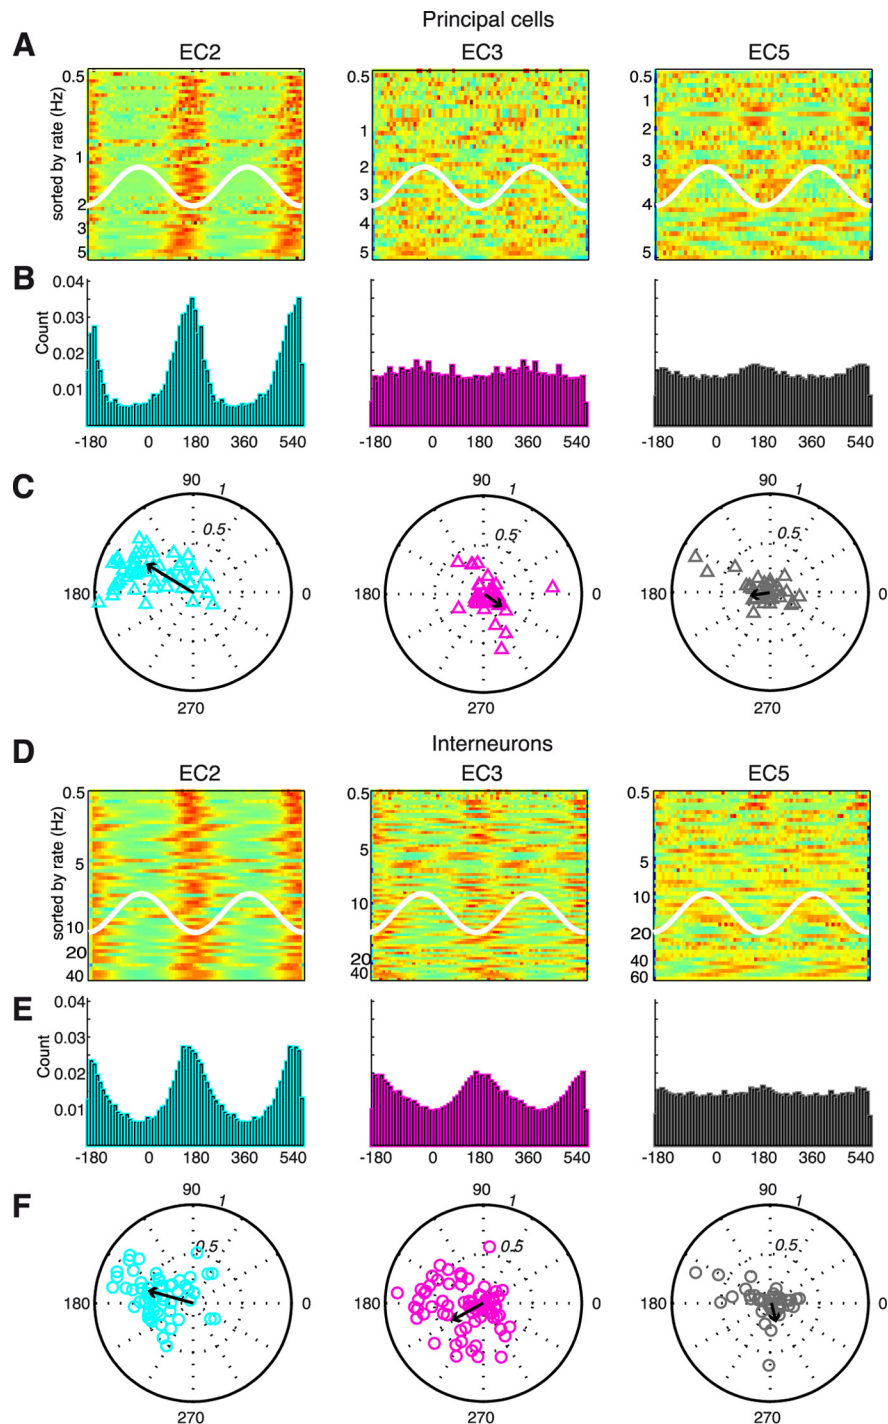 Principal cells
A
EC2 EC3 EC5
sorted by rate (Hz)
0.5 0.5 0.5
1 1 1
2 2 2
3 3 3
5 4 4
5 5
B
Count
0.04
0.03
0.02
0.01
-180 0 180 360 540 -180 0 180 360 540 -180 0 180 360 540
C
90 1 90 1 90 1
0.5 0.5 0.5
180 0 180 0 180 0
270 270 270
Interneurons
D
EC2 EC3 EC5
sorted by rate (Hz)
0.5 0.5 0.5
5 5 5
10 10 10
20 20 20
40 40 40
60
E
Count
0.04
0.03
0.02
0.01
-180 0 180 360 540 -180 0 180 360 540 -180 0 180 360 540
F
90 1 90 1 90 1
0.5 0.5 0.5
180 0 180 0 180 0
270 270 270